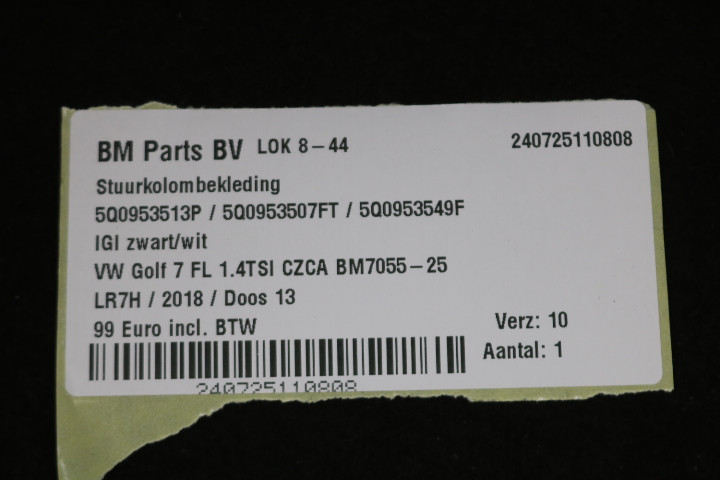 BM Parts BV LOK 8-44 240725110808
Stuurkolombekleding
5Q0953513P / 5Q0953507FT / 5Q0953549F
IGI zwart/wit
VW Golf 7 FL 1.4TSI CZCA BM7055-25
LR7H / 2018 / Doos 13
99 Euro incl. BTW
Verz: 10
Aantal: 1
240725110808